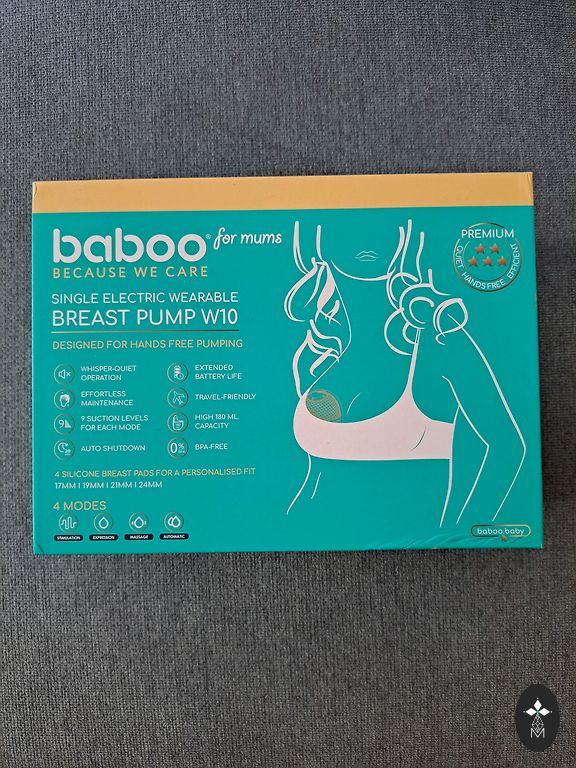 baboo® for mums
BECAUSE WE CARE
SINGLE ELECTRIC WEARABLE
BREAST PUMP W10
DESIGNED FOR HANDS FREE PUMPING
WHISPER-QUIET
OPERATION
EXTENDED
BATTERY LIFE
EFFORTLESS
MAINTENANCE
TRAVEL-FRIENDLY
9
9 SUCTION LEVELS
FOR EACH MODE
HIGH 180 ML
CAPACITY
AUTO SHUTDOWN
0%
BPA-FREE
4 SILICONE BREAST PADS FOR A PERSONALISED FIT
17MM | 19MM | 21MM | 24MM
4 MODES
STIMULATION
EXPRESSION
MASSAGE
AUTOMATIC
PREMIUM
QUIET HANDS FREE EFFICIENT
baboo.baby
M